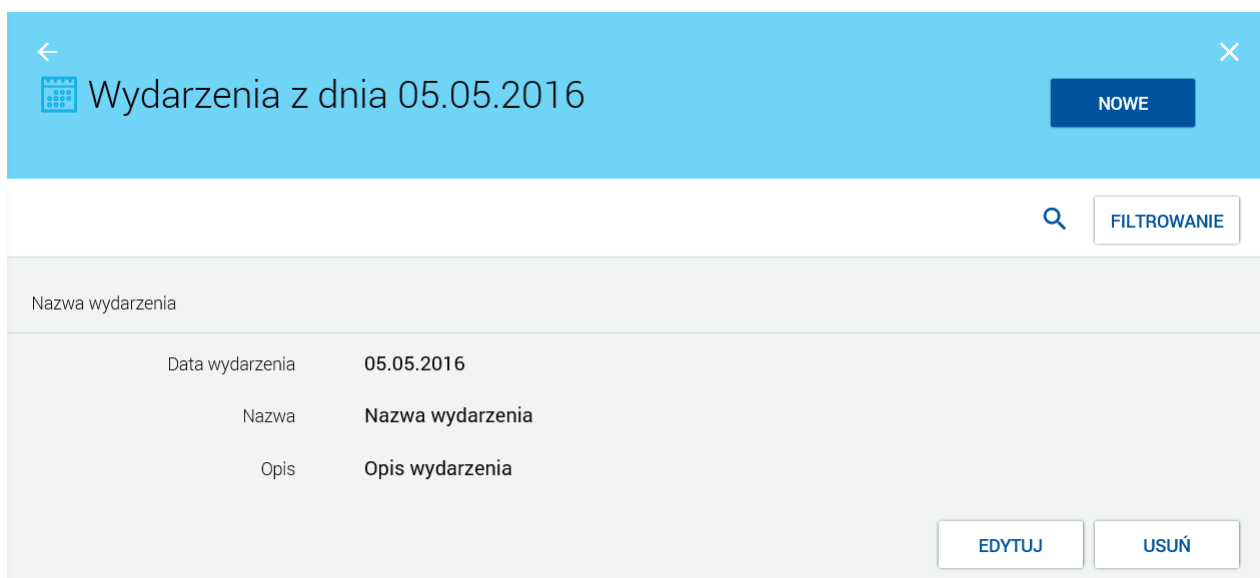 Wydarzenia z dnia 05.05.2016
NOWE
FILTROWANIE
Nazwa wydarzenia
Data wydarzenia 05.05.2016
Nazwa Nazwa wydarzenia
Opis Opis wydarzenia
EDYTUJ USUŃ